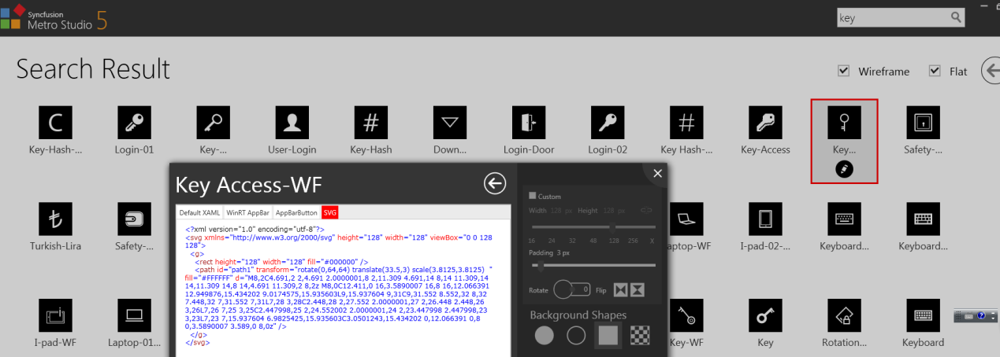 Syncfusion
Metro Studio 5
key
Search Result
Wireframe
Flat
Key-Hash-...
Login-01
Key-...
User-Login
Key-Hash
Down...
Login-Door
Login-02
Key Hash-...
Key-Access
Key...
Safety-...
Key Access-WF
Default XAML
WinRT AppBar
AppBarButton
SVG
<?xml version="1.0" encoding="utf-8"?>
<svg xmlns="http://www.w3.org/2000/svg" height="128" width="128" viewBox="0 0 128
128">
<g>
<rect height="128" width="128" fill="#000000" />
<path id="path1" transform="rotate(0,64,64) translate(33.5,3) scale(3.8125,3.8125)  "
fill="#FFFFFF" d="M8,2C4.691,2 2,4.691 2.0000001,8 2,11.309 4.691,14 8,14 11.309,14
14,11.309 14,8 14,4.691 11.309,2 8,2z M8,0C12.411,0 16,3.5890007 16,8 16,12.066391
12.949876,15.434202 9.0174575,15.935603L9,15.937604 9,31C9,31.552 8.552,32 8,32
7.448,32 7,31.552 7,31L7,28 3,28C2.448,28 2,27.552 2.0000001,27 2,26.448 2.448,26
3,26L7,26 7,25 3,25C2.447998,25 2,24.552002 2.0000001,24 2,23.447998 2.447998,23
3,23L7,23 7,15.937604 6.9825425,15.935603C3.0501243,15.434202 0,12.066391 0,8
0,3.5890007 3.589,0 8,0z" />
</g>
</svg>
Custom
Width 128 px Height 128 px
16 24 32 48 128 256 X
Padding 3 px
Rotate 0 Flip
Background Shapes
Turkish-Lira
Safety-...
aptop-WF
I-pad-02-...
Keyboard...
Keyboard...
I-pad-WF
Laptop-01...
Key-WF
Key
Rotation...
Keyboard